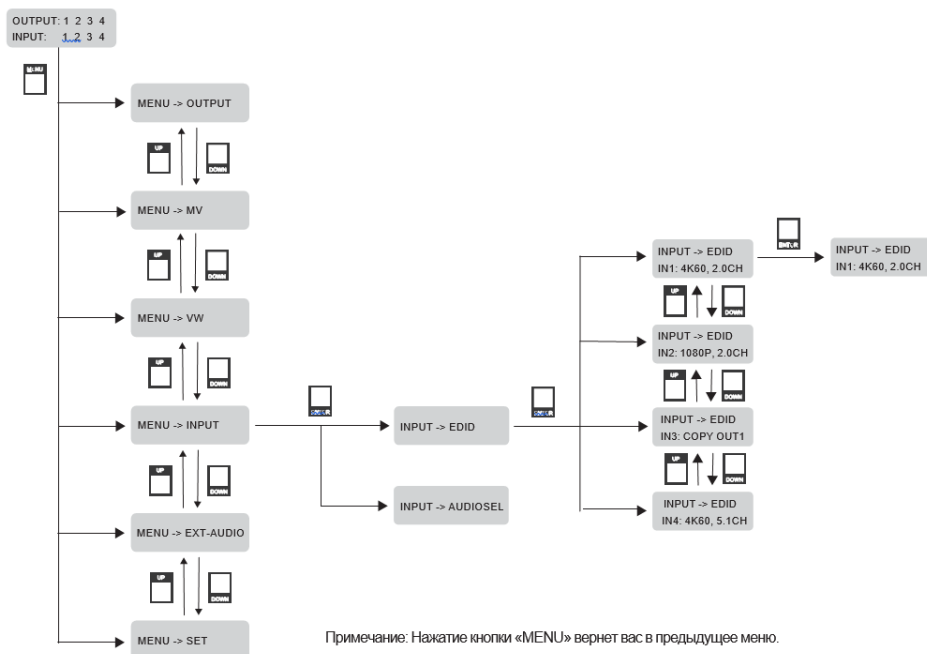 OUTPUT: 1 2 3 4
INPUT: 1 2 3 4
MENU
MENU -> OUTPUT
UP
DOWN
MENU -> MV
UP
DOWN
MENU -> VW
UP
DOWN
MENU -> INPUT
ENTER
INPUT -> EDID
INPUT -> AUDIOSEL
ENTER
INPUT -> EDID
IN1: 4K60, 2.0CH
ENTER
INPUT -> EDID
IN1: 4K60, 2.0CH
UP
DOWN
INPUT -> EDID
IN2: 1080P, 2.0CH
UP
DOWN
INPUT -> EDID
IN3: COPY OUT1
UP
DOWN
INPUT -> EDID
IN4: 4K60, 5.1CH
UP
DOWN
MENU -> EXT-AUDIO
UP
DOWN
MENU -> SET
Примечание: Нажатие кнопки «MENU» вернет вас в предыдущее меню.